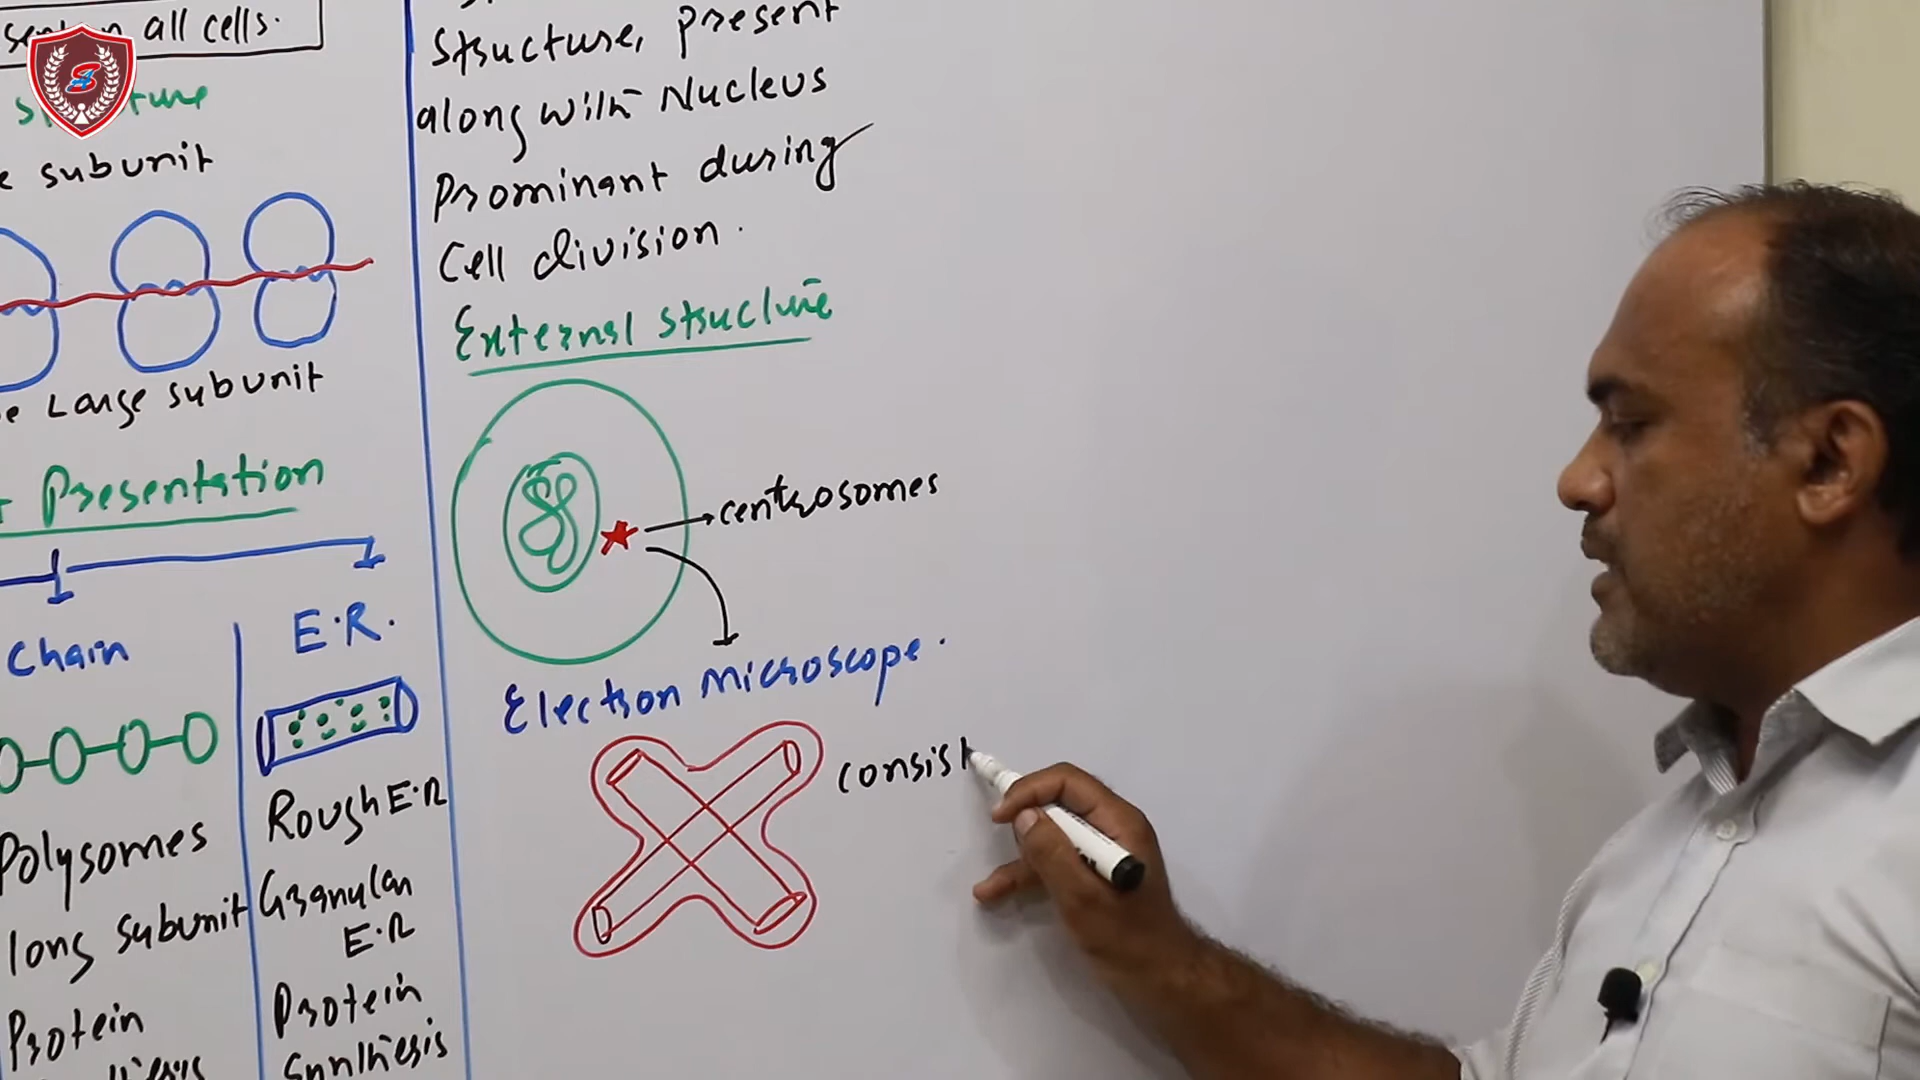 all cells.
subunit
Large subunit
Presentation
Chain
E.R.
Polysomes
long subunit
Protein
Rough E.R
Granular
E.R
Protein
Synthesis
structure, present
along with Nucleus
Prominant during
Cell division.
External structure
centrosomes
Electron microscope.
consist